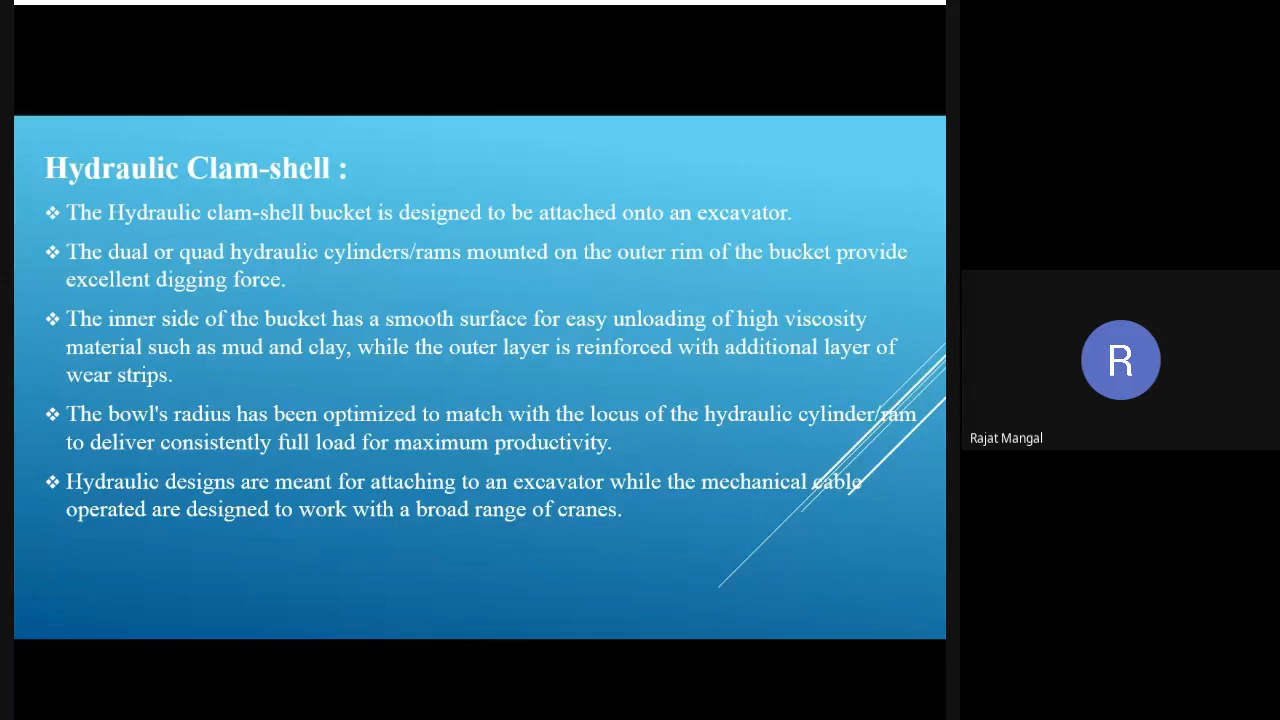 Hydraulic Clam-shell :
❖ The Hydraulic clam-shell bucket is designed to be attached onto an excavator.
❖ The dual or quad hydraulic cylinders/rams mounted on the outer rim of the bucket provide
excellent digging force.
❖ The inner side of the bucket has a smooth surface for easy unloading of high viscosity
material such as mud and clay, while the outer layer is reinforced with additional layer of
wear strips.
❖ The bowl's radius has been optimized to match with the locus of the hydraulic cylinder/ram
to deliver consistently full load for maximum productivity.
❖ Hydraulic designs are meant for attaching to an excavator while the mechanical cable
operated are designed to work with a broad range of cranes.
R
Rajat Mangal